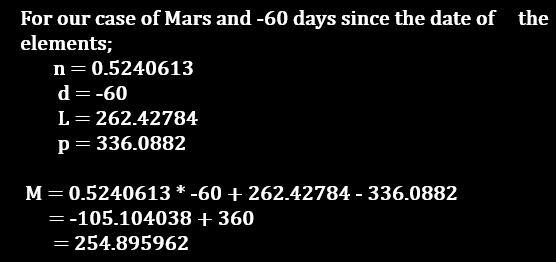 For our case of Mars and -60 days since the date of the
elements;
n = 0.5240613
d = -60
L = 262.42784
p = 336.0882
M = 0.5240613 * -60 + 262.42784 - 336.0882
= -105.104038 + 360
= 254.895962